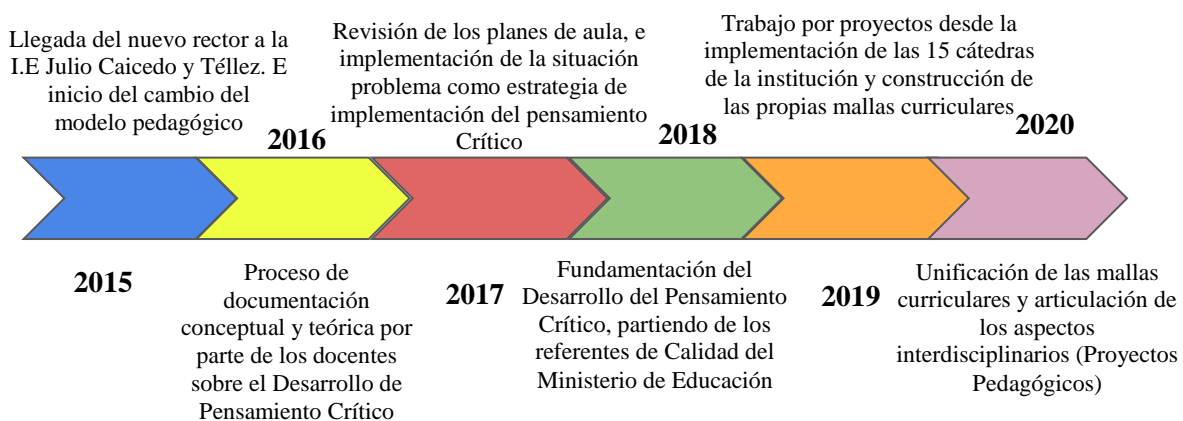 Llegada del nuevo rector a la
I.E Julio Caicedo y Téllez. E
inicio del cambio del
modelo pedagógico
2015
2016
Proceso de
documentación
conceptual y teórica por
parte de los docentes
sobre el Desarrollo de
Pensamiento Crítico
Revisión de los planes de aula, e
implementación de la situación
problema como estrategia de
implementación del pensamiento
Crítico
2017
2018
Fundamentación del
Desarrollo del Pensamiento
Crítico, partiendo de los
referentes de Calidad del
Ministerio de Educación
Trabajo por proyectos desde la
implementación de las 15 cátedras
de la institución y construcción de
las propias mallas curriculares
2019
2020
Unificación de las mallas
curriculares y articulación de
los aspectos
interdisciplinarios (Proyectos
Pedagógicos)